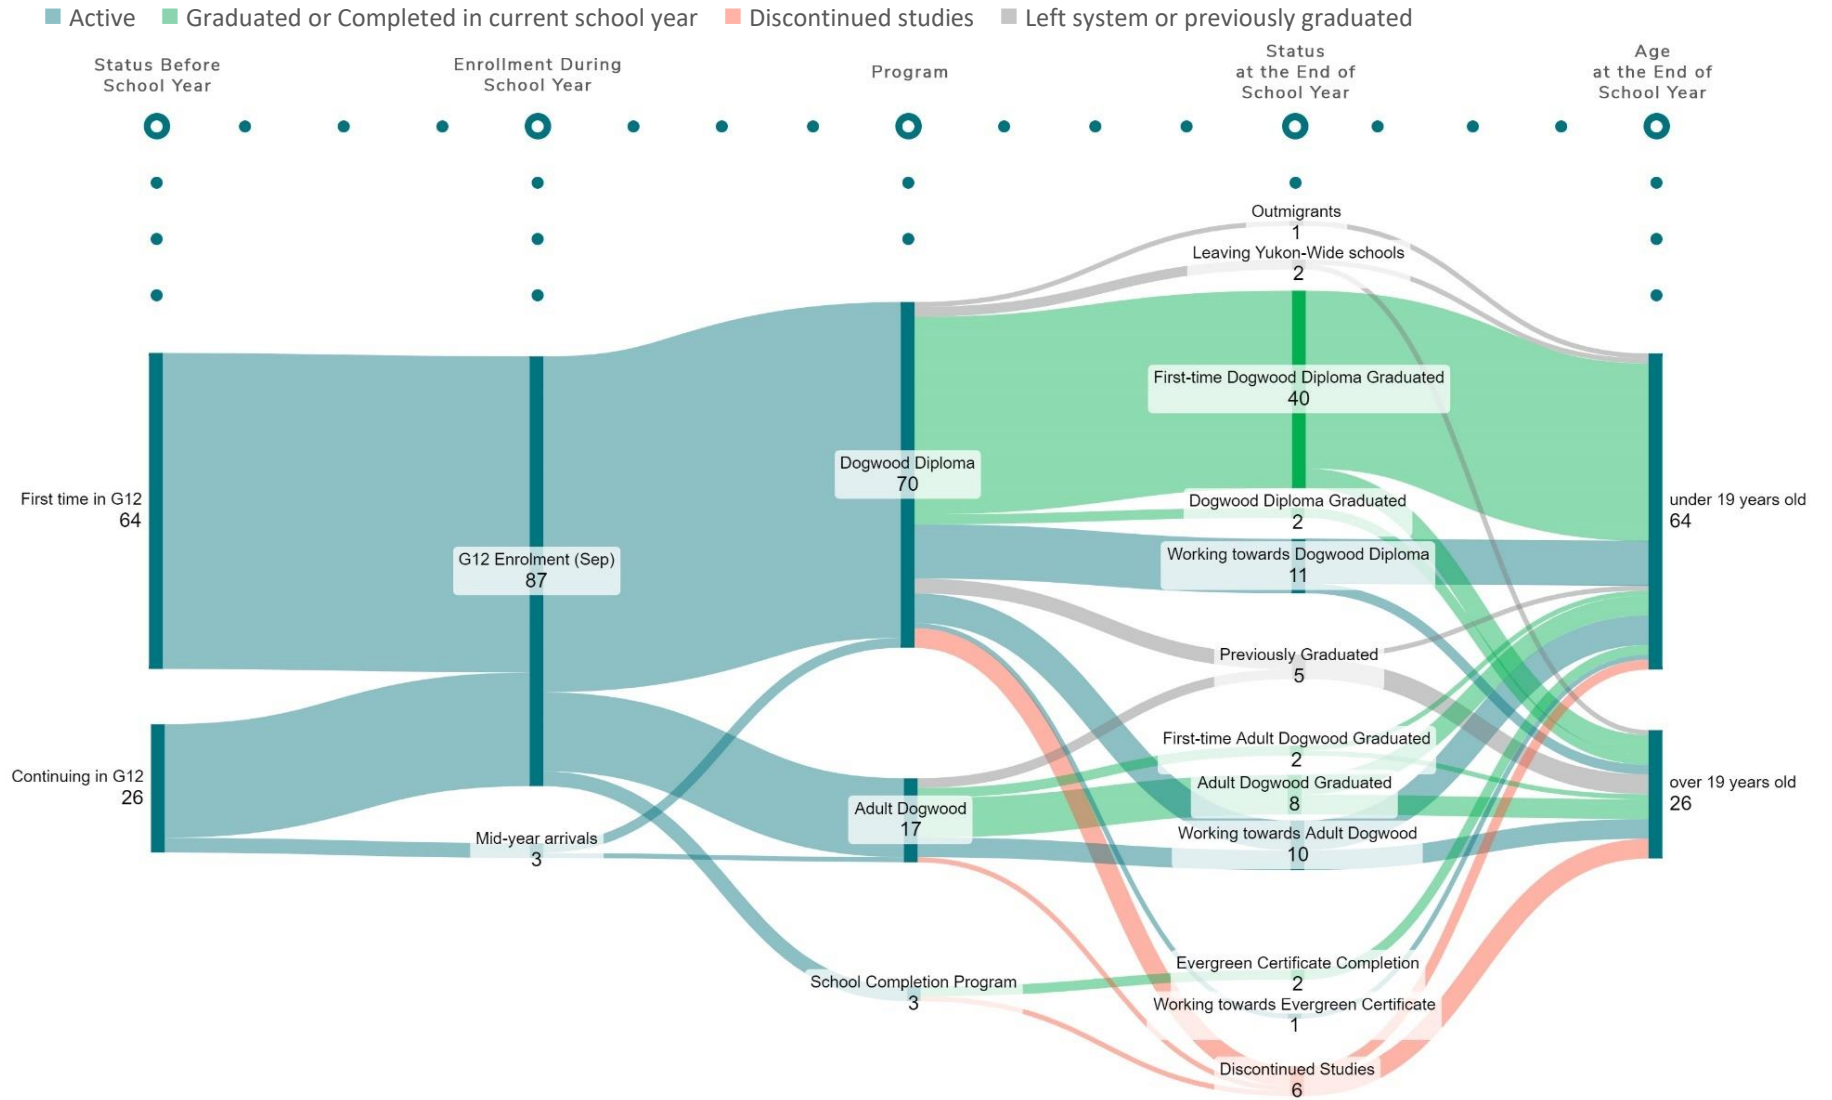 Active Graduated or Completed in current school year Discontinued studies Left system or previously graduated
Status Before
School Year
Enrollment During
School Year
Program
Status
at the End of
School Year
Age
at the End of
School Year
Outmigrants
1
Leaving Yukon-Wide schools
2
First-time Dogwood Diploma Graduated
40
Dogwood Diploma
70
First time in G12
64
Dogwood Diploma Graduated
2
under 19 years old
64
G12 Enrolment (Sep)
87
Working towards Dogwood Diploma
11
Previously Graduated
5
First-time Adult Dogwood Graduated
2
Continuing in G12
26
Adult Dogwood Graduated
8
over 19 years old
26
Adult Dogwood
17
Mid-year arrivals
3
Working towards Adult Dogwood
10
Evergreen Certificate Completion
2
School Completion Program
3
Working towards Evergreen Certificate
1
Discontinued Studies
6